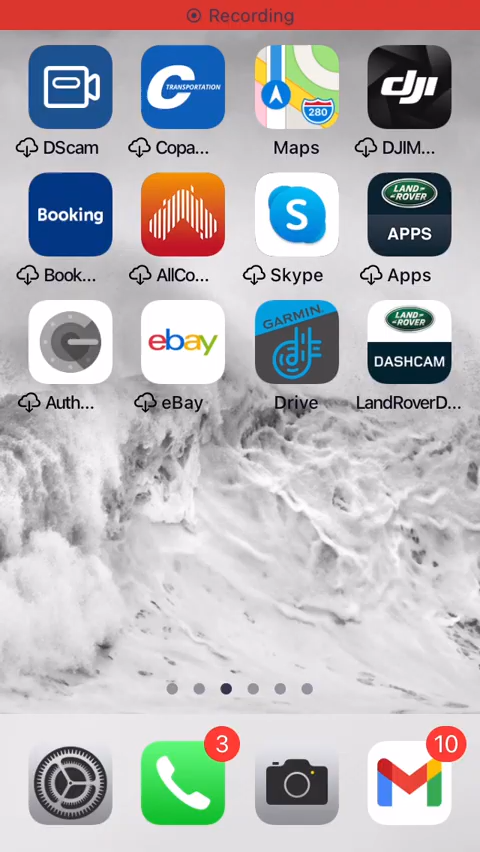 Recording
TRANSPORTATION
280
dji
DScam
Copa...
Maps
DJIM...
Booking
S
LAND-
ROVER
APPS
Book...
AllCo...
Skype
Apps
G
ebay
GARMIN
LAND-
ROVER
DASHCAM
Auth...
eBay
Drive
LandRoverD...
3
10